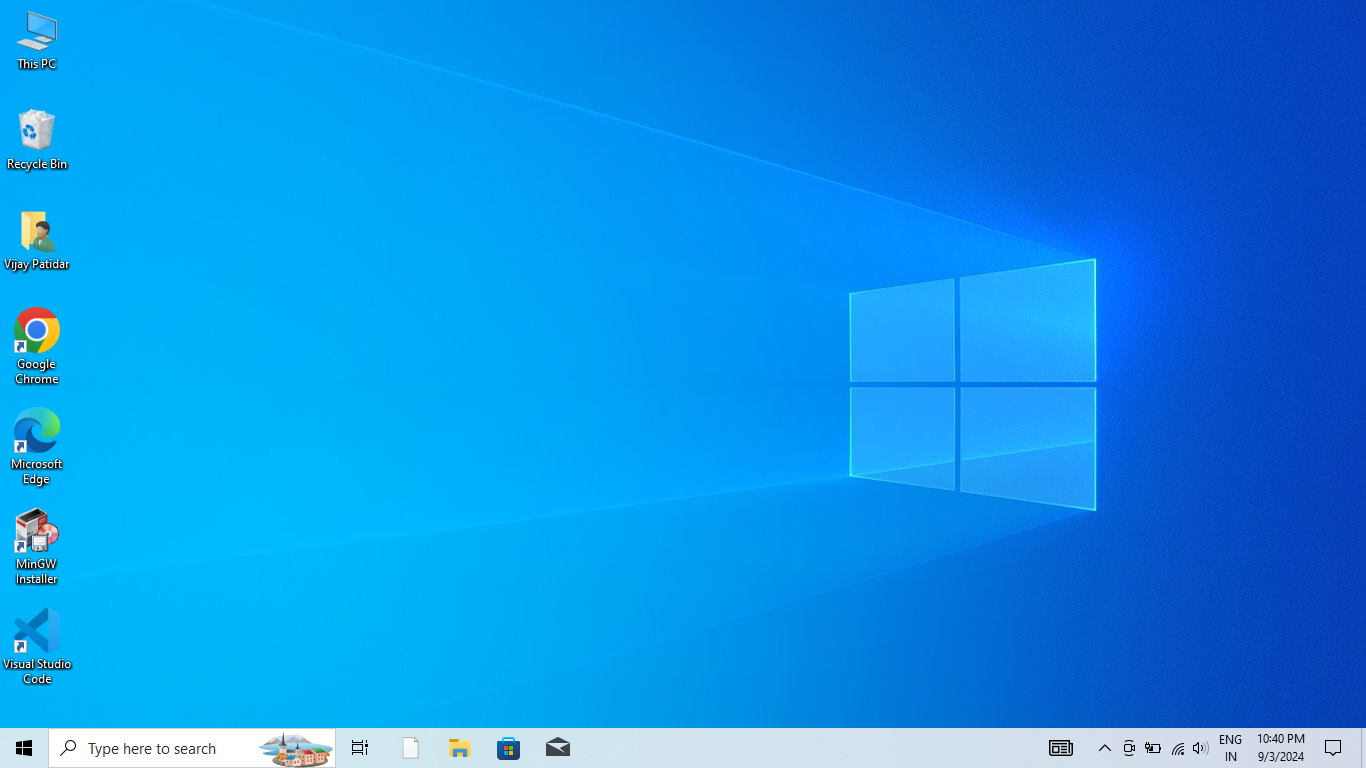 This PC
Recycle Bin
Vijay Patidar
Google
Chrome
Microsoft
Edge
MinGW
Installer
Visual Studio
Code
Type here to search
ENG
IN
10:40 PM
9/3/2024